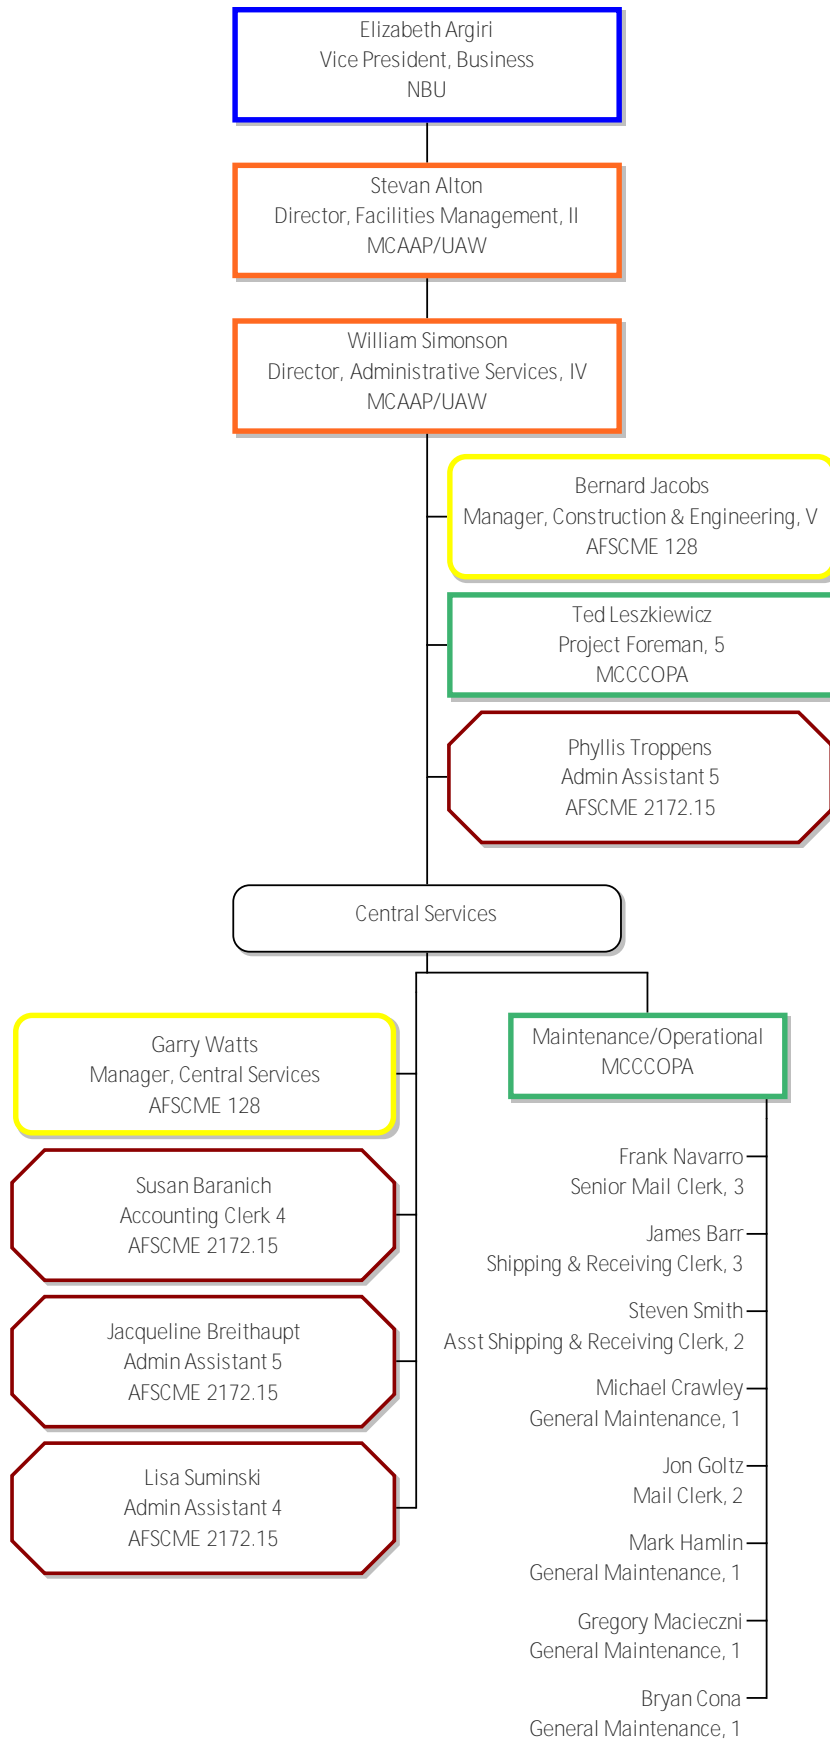 Elizabeth Argiri
Vice President, Business
NBU
Stevan Alton
Director, Facilities Management, II
MCAAP/UAW
William Simonson
Director, Administrative Services, IV
MCAAP/UAW
Bernard Jacobs
Manager, Construction & Engineering, V
AFSCME 128
Ted Leszkiewicz
Project Foreman, 5
MCCCOPA
Phyllis Troppens
Admin Assistant 5
AFSCME 2172.15
Central Services
Garry Watts
Manager, Central Services
AFSCME 128
Susan Baranich
Accounting Clerk 4
AFSCME 2172.15
Jacqueline Breithaupt
Admin Assistant 5
AFSCME 2172.15
Lisa Suminski
Admin Assistant 4
AFSCME 2172.15
Maintenance/Operational
MCCCOPA
Frank Navarro
Senior Mail Clerk, 3
James Barr
Shipping & Receiving Clerk, 3
Steven Smith
Asst Shipping & Receiving Clerk, 2
Michael Crawley
General Maintenance, 1
Jon Goltz
Mail Clerk, 2
Mark Hamlin
General Maintenance, 1
Gregory Macieczni
General Maintenance, 1
Bryan Cona
General Maintenance, 1